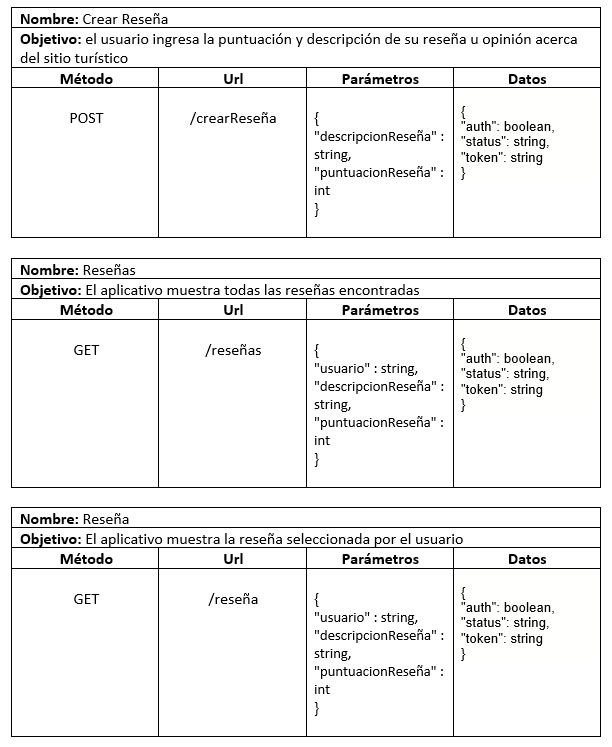 Nombre: Crear Reseña
Objetivo: el usuario ingresa la puntuación y descripción de su reseña u opinión acerca
del sitio turístico
Método Url Parámetros Datos
POST
/crearReseña
{
"descripcionReseña" :
string,
"puntuacionReseña" :
int
}
{
"auth": boolean,
"status": string,
"token": string
}
Nombre: Reseñas
Objetivo: El aplicativo muestra todas las reseñas encontradas
Método Url Parámetros Datos
GET
/reseñas
{
"usuario" : string,
"descripcionReseña" :
string,
"puntuacionReseña" :
int
}
{
"auth": boolean,
"status": string,
"token": string
}
Nombre: Reseña
Objetivo: El aplicativo muestra la reseña seleccionada por el usuario
Método Url Parámetros Datos
GET
/reseña
{
"usuario" : string,
"descripcionReseña" :
string,
"puntuacionReseña" :
int
}
{
"auth": boolean,
"status": string,
"token": string
}